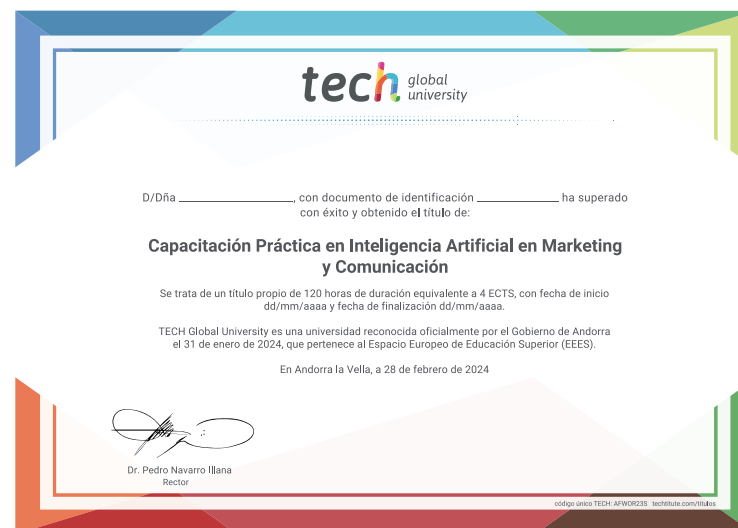 tech global
university
D/Dña ____________, con documento de identificación ____________ ha superado
con éxito y obtenido el título de:
Capacitación Práctica en Inteligencia Artificial en Marketing
y Comunicación
Se trata de un título propio de 120 horas de duración equivalente a 4 ECTS, con fecha de inicio
dd/mm/aaaa y fecha de finalización dd/mm/aaaa.
TECH Global University es una universidad reconocida oficialmente por el Gobierno de Andorra
el 31 de enero de 2024, que pertenece al Espacio Europeo de Educación Superior (EEES).
En Andorra la Vella, a 28 de febrero de 2024
Dr. Pedro Navarro Illana
Rector
código único TECH: AFWOR23S techtitute.com/titulos